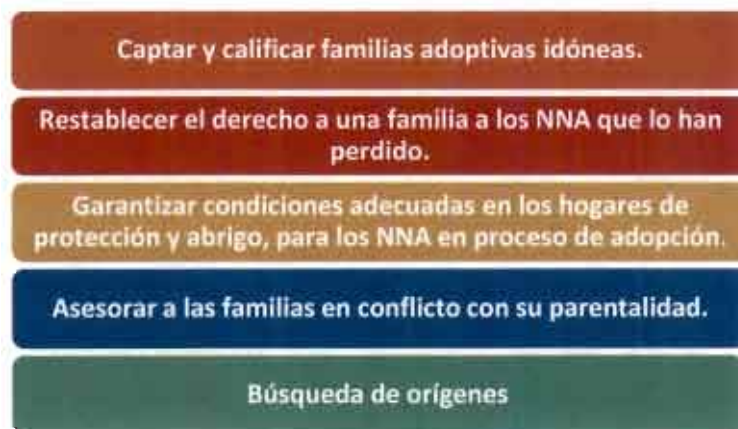 Captar y calificar familias adoptivas idóneas.
Restablecer el derecho a una familia a los NNA que lo han
perdido.
Garantizar condiciones adecuadas en los hogares de
protección y abrigo, para los NNA en proceso de adopción.
Asesorar a las familias en conflicto con su parentalidad.
Búsqueda de orígenes